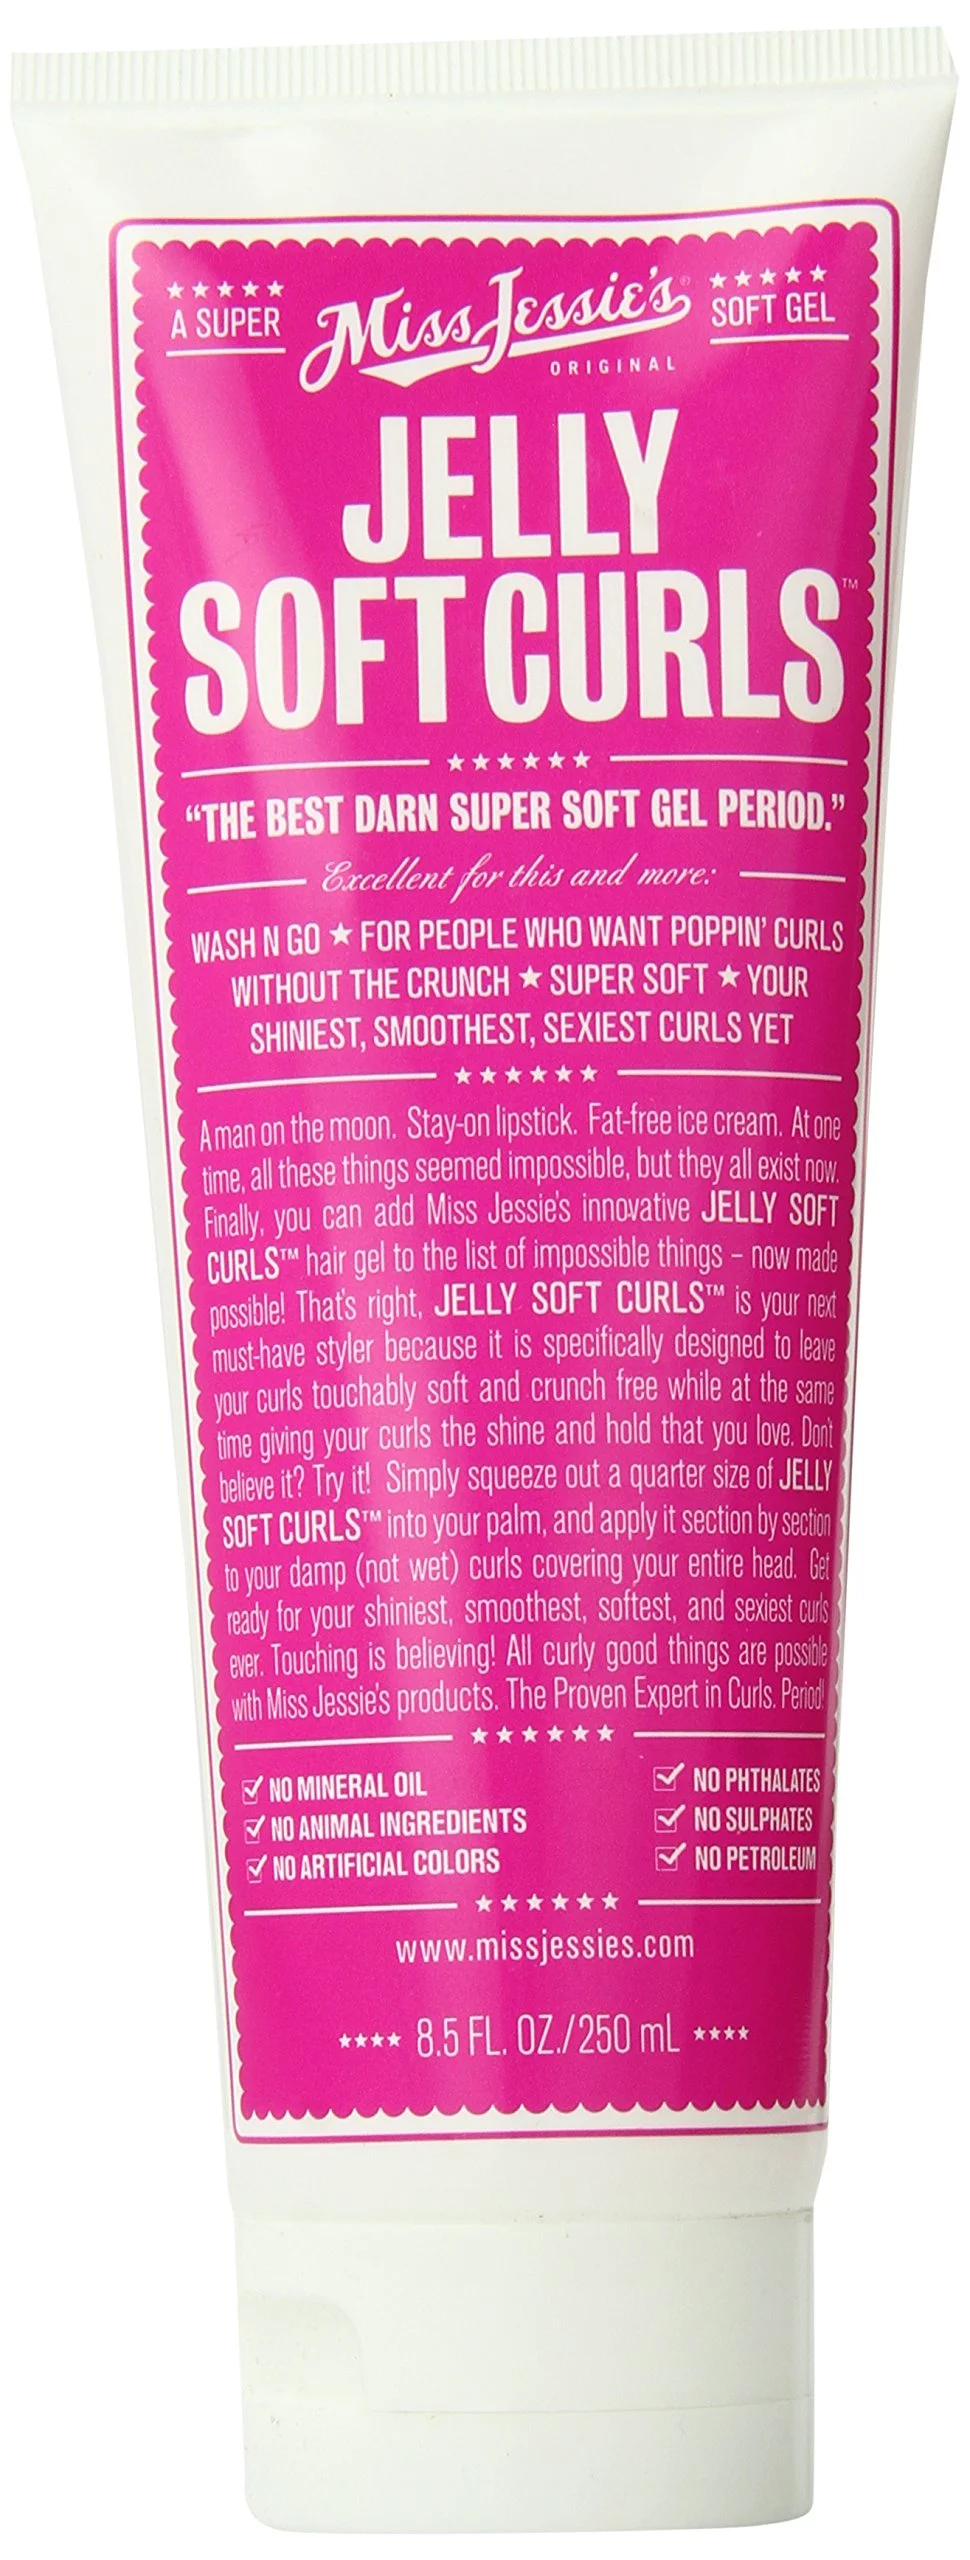 ★★★★★ Miss Jessie's® ★★★★★
A SUPER SOFT GEL
ORIGINAL
JELLY
SOFT CURLS™
★★★★★★
“THE BEST DARN SUPER SOFT GEL PERIOD.”
Excellent for this and more:
WASH N GO ★ FOR PEOPLE WHO WANT POPPIN’ CURLS
WITHOUT THE CRUNCH ★ SUPER SOFT ★ YOUR
SHINIEST, SMOOTHEST, SEXIEST CURLS YET
★★★★★★
A man on the moon. Stay-on lipstick. Fat-free ice cream. At one
time, all these things seemed impossible, but they all exist now.
Finally, you can add Miss Jessie's innovative JELLY SOFT
CURLS™ hair gel to the list of impossible things – now made
possible! That's right, JELLY SOFT CURLS™ is your next
must-have styler because it is specifically designed to leave
your curls touchably soft and crunch free while at the same
time giving your curls the shine and hold that you love. Don't
believe it? Try it! Simply squeeze out a quarter size of JELLY
SOFT CURLS™ into your palm, and apply it section by section
to your damp (not wet) curls covering your entire head. Get
ready for your shiniest, smoothest, softest, and sexiest curls
ever. Touching is believing! All curly good things are possible
with Miss Jessie's products. The Proven Expert in Curls. Period!
★★★★★★
☑ NO MINERAL OIL ☑ NO PHTHALATES
☑ NO ANIMAL INGREDIENTS ☑ NO SULPHATES
☑ NO ARTIFICIAL COLORS ☑ NO PETROLEUM
★★★★★★
www.missjessies.com
★★★★ 8.5 FL. OZ./250 mL ★★★★